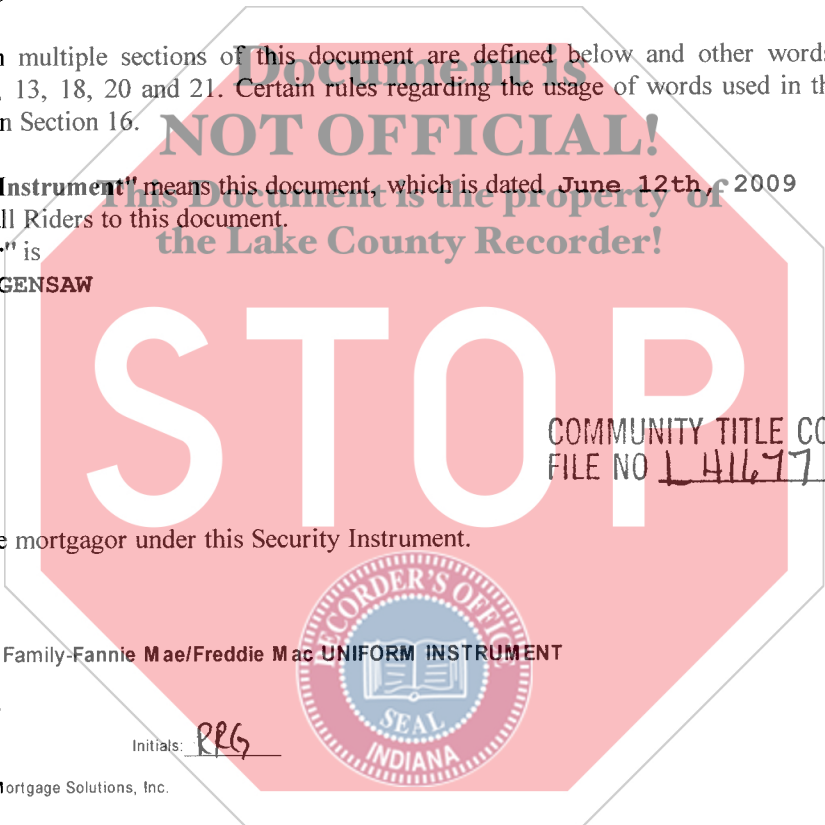 multiple sections of this document are defined below and other words
Document is
13, 18, 20 and 21. Certain rules regarding the usage of words used in th
n Section 16.
NOT OFFICIAL!
Instrument" means this document, which is dated June 12th, 2009
This Document is the property of
ll Riders to this document.
the Lake County Recorder!
" is
GENSAW
STOP
COMMUNITY TITLE CO
FILE NO L 41677
e mortgagor under this Security Instrument.
RECORDER'S OFFICE
Family-Fannie Mae/Freddie Mac UNIFORM INSTRUMENT
SEAL
INDIANA
Initials: RRG
Mortgage Solutions, Inc.